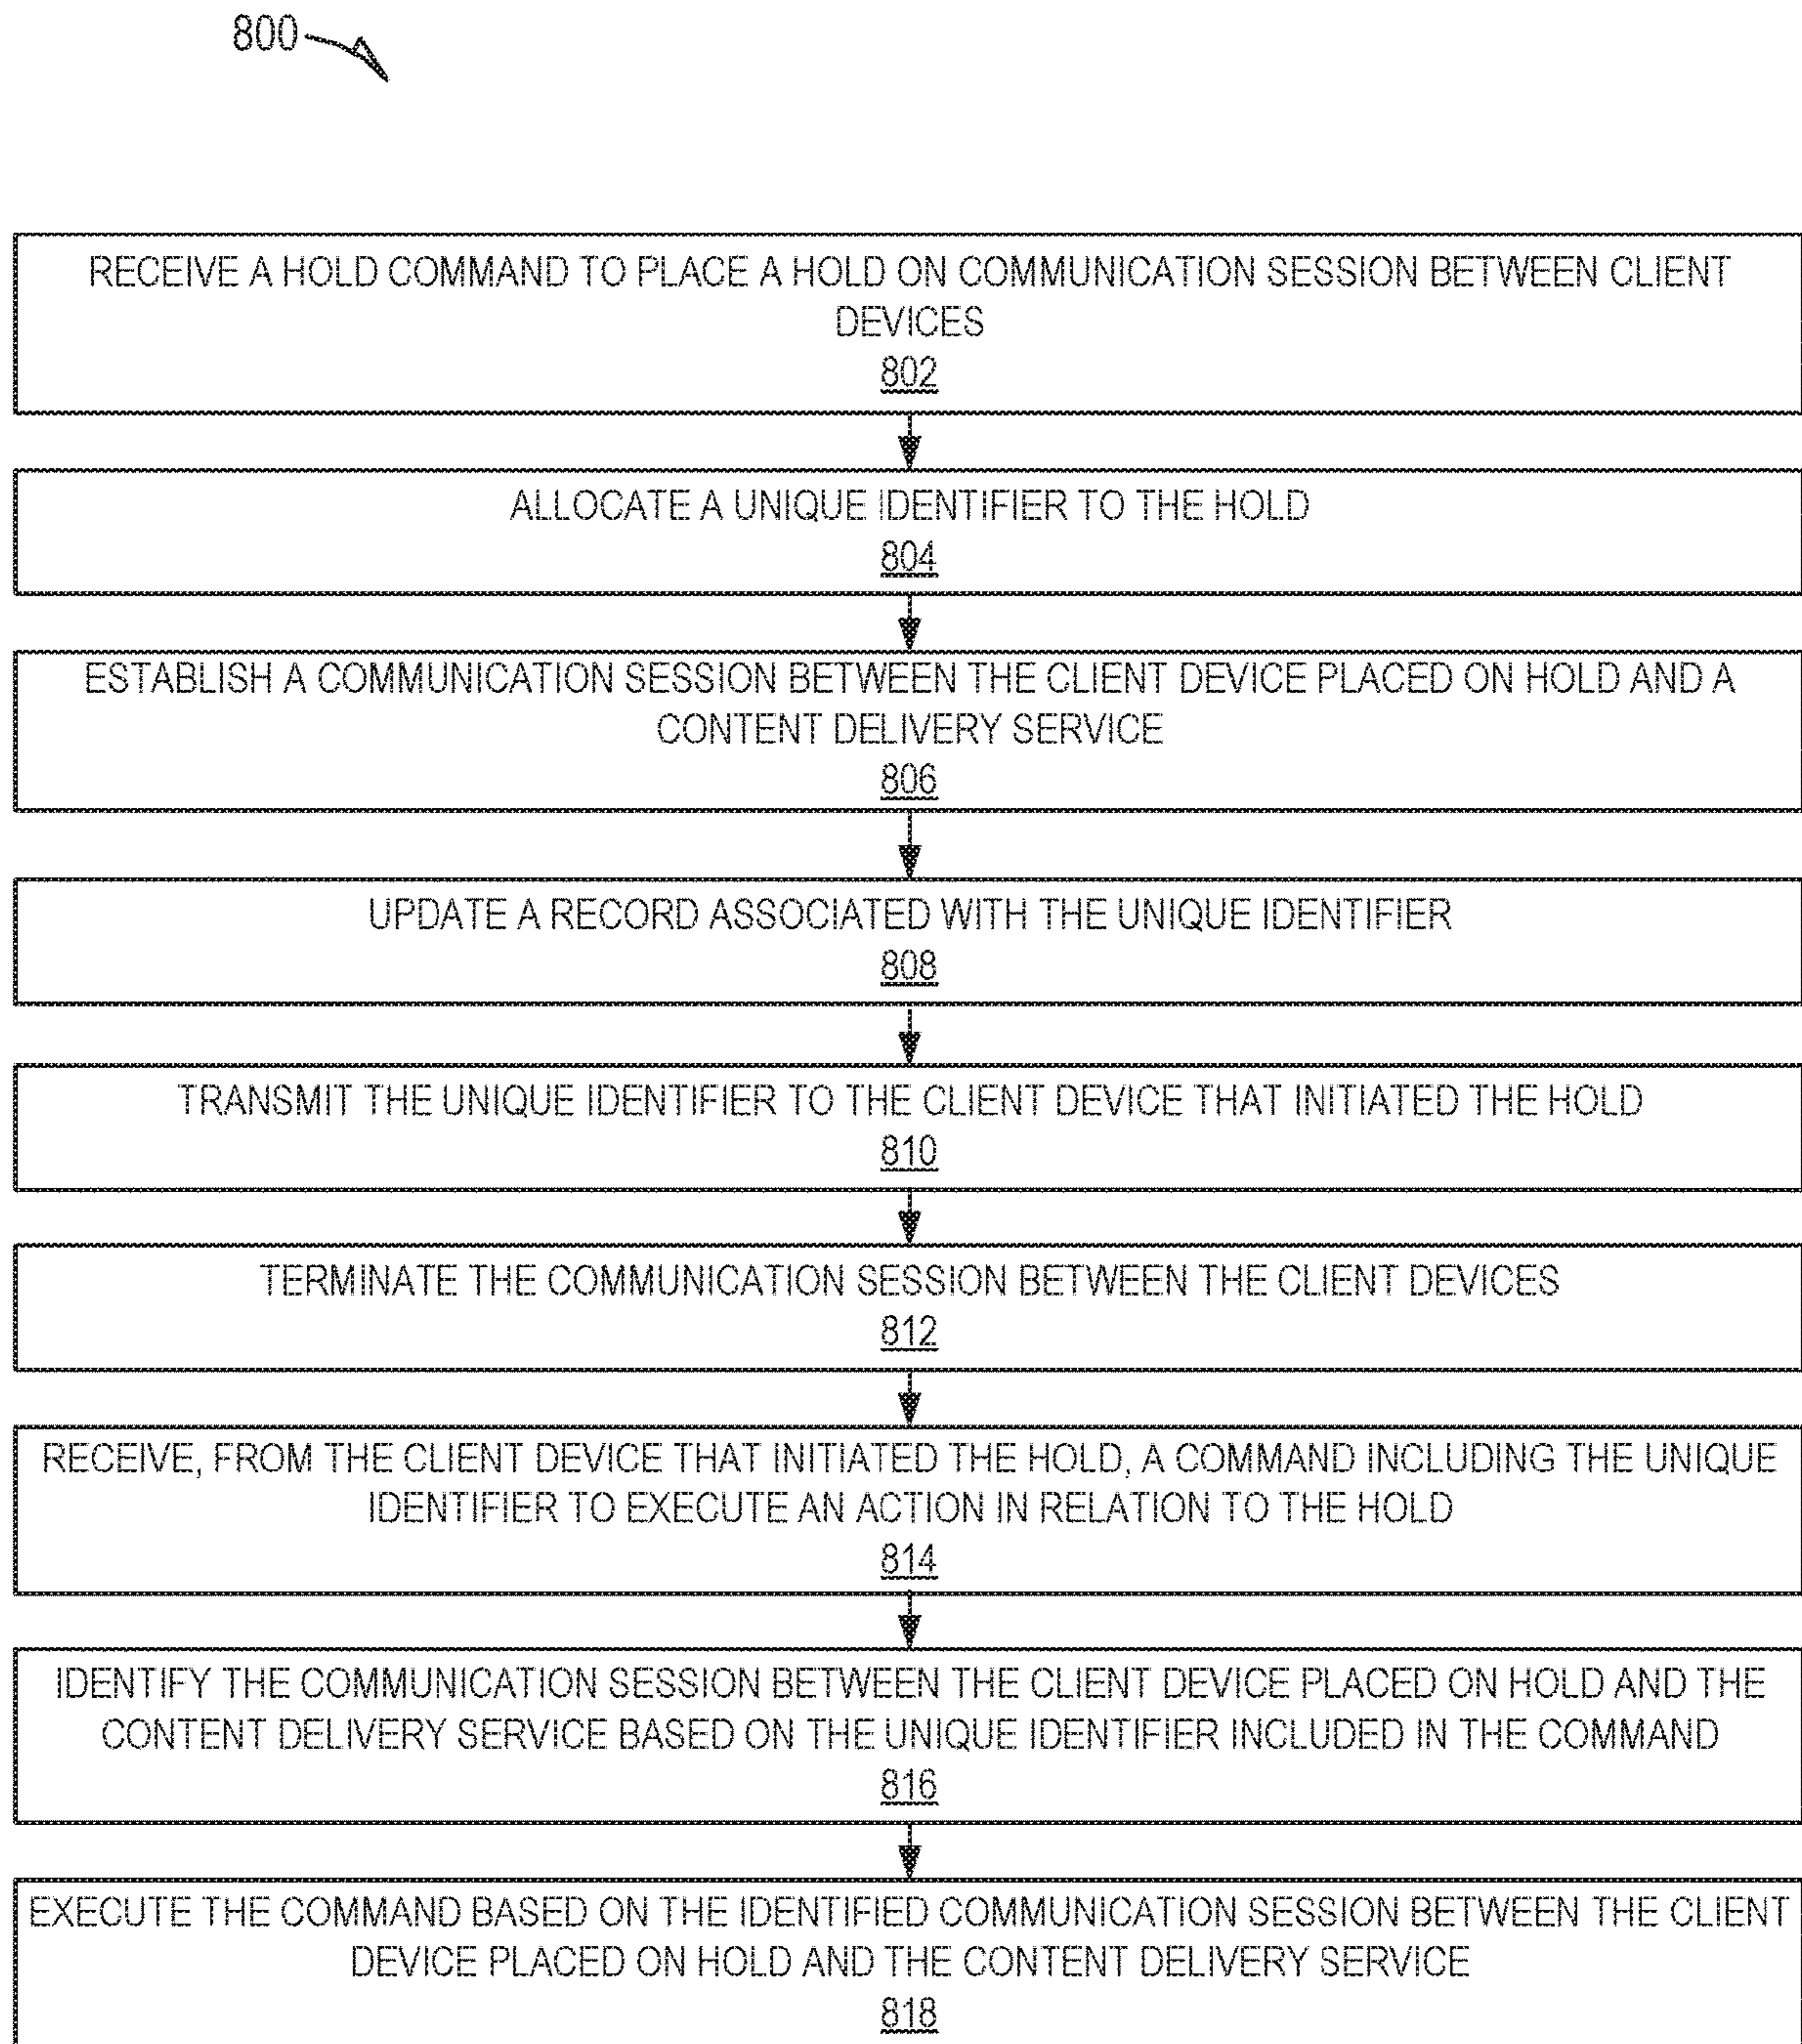 800
RECEIVE A HOLD COMMAND TO PLACE A HOLD ON COMMUNICATION SESSION BETWEEN CLIENT
DEVICES
802
ALLOCATE A UNIQUE IDENTIFIER TO THE HOLD
804
ESTABLISH A COMMUNICATION SESSION BETWEEN THE CLIENT DEVICE PLACED ON HOLD AND A
CONTENT DELIVERY SERVICE
806
UPDATE A RECORD ASSOCIATED WITH THE UNIQUE IDENTIFIER
808
TRANSMIT THE UNIQUE IDENTIFIER TO THE CLIENT DEVICE THAT INITIATED THE HOLD
810
TERMINATE THE COMMUNICATION SESSION BETWEEN THE CLIENT DEVICES
812
RECEIVE, FROM THE CLIENT DEVICE THAT INITIATED THE HOLD, A COMMAND INCLUDING THE UNIQUE
IDENTIFIER TO EXECUTE AN ACTION IN RELATION TO THE HOLD
814
IDENTIFY THE COMMUNICATION SESSION BETWEEN THE CLIENT DEVICE PLACED ON HOLD AND THE
CONTENT DELIVERY SERVICE BASED ON THE UNIQUE IDENTIFIER INCLUDED IN THE COMMAND
816
EXECUTE THE COMMAND BASED ON THE IDENTIFIED COMMUNICATION SESSION BETWEEN THE CLIENT
DEVICE PLACED ON HOLD AND THE CONTENT DELIVERY SERVICE
818